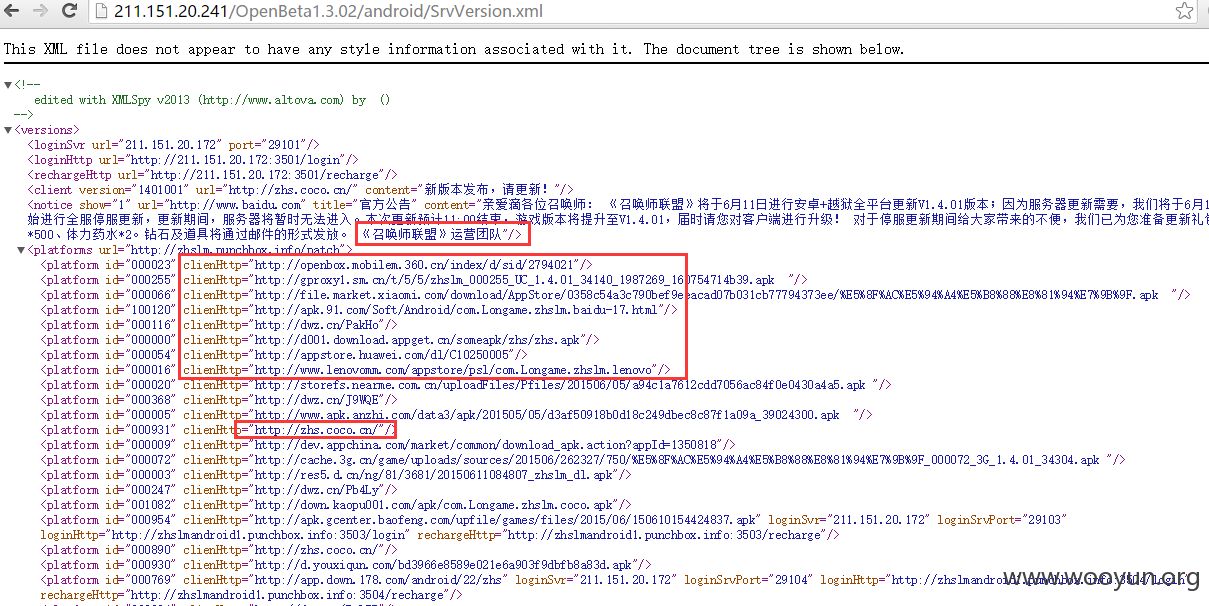 211.151.20.241/OpenBeta1.3.02/android/SrvVersion.xml
This XML file does not appear to have any style information associated with it. The document tree is shown below.
▼<!--
edited with XMLSpy v2013 (http://www.altova.com) by ()
-->
▼<versions>
<loginSvr url="211.151.20.172" port="29101"/>
<loginHttp url="http://211.151.20.172:3501/login"/>
<rechargeHttp url="http://211.151.20.172:3501/recharge"/>
<client version="1401001" url="http://zhs.coco.cn/" content="新版本发布，请更新！"/>
<notice show="1" url="http://www.baidu.com" title="官方公告" content="亲爱滴各位召唤师： 《召唤师联盟》将于6月11日进行安卓+越狱全平台更新V1.4.01版本；因为服务器更新需要，我们将于6月1
始进行全服停服更新，更新期间，服务器将暂时无法进入。本次更新预计11:00结束，游戏版本将提升至V1.4.01，届时请您对客户端进行升级！ 对于停服更新期间给大家带来的不便，我们已为您准备更新礼
*500、体力药水*2。钻石及道具将通过邮件的形式发放。 《召唤师联盟》运营团队"/>
▼<platforms url="http://zhslm.punchbox.info/patch">
<platform id="000023" clienHttp="http://openbox.mobilem.360.cn/index/d/sid/2794021"/>
<platform id="000255" clienHttp="http://gproxy1.sm.cn/t/5/5/zhslm_000255_UC_1.4.01_34140_1987269_160754714b39.apk "/>
<platform id="000066" clienHttp="http://file.market.xiaomi.com/download/AppStore/0358c54a3c790bef9eeacad07b031cb77794373ee/%E5%8F%AC%E5%94%A4%E5%B8%88%E8%81%94%E7%9B%9F.apk "/>
<platform id="100120" clienHttp="http://apk.91.com/Soft/Android/com.Longame.zhslm.baidu-17.html"/>
<platform id="000116" clienHttp="http://dwz.cn/PakHo"/>
<platform id="000000" clienHttp="http://d001.download.appget.cn/someapk/zhs/zhs.apk"/>
<platform id="000054" clienHttp="http://appstore.huawei.com/dl/C10250005"/>
<platform id="000016" clienHttp="http://www.lenovomm.com/appstore/psl/com.Longame.zhslm.lenovo"/>
<platform id="000020" clienHttp="http://storefs.nearme.com.cn/uploadFiles/Pfiles/201506/05/a94c1a7612cdd7056ac84f0e0430a4a5.apk "/>
<platform id="000368" clienHttp="http://dwz.cn/J9WQE"/>
<platform id="000005" clienHttp="http://www.apk.anzhi.com/data3/apk/201505/05/d3af50918b0d18c249dbec8c87f1a09a_39024300.apk "/>
<platform id="000931" clienHttp="http://zhs.coco.cn/"/>
<platform id="000009" clienHttp="http://dev.appchina.com/market/common/download_apk.action?appId=1350818"/>
<platform id="000072" clienHttp="http://cache.3g.cn/game/uploads/sources/201506/262327/750/%E5%8F%AC%E5%94%A4%E5%B8%88%E8%81%94%E7%9B%9F_000072_3G_1.4.01_34304.apk "/>
<platform id="000003" clienHttp="http://res5.d.cn/ng/81/3681/20150611084807_zhslm_dl.apk"/>
<platform id="000247" clienHttp="http://dwz.cn/Pb4Ly"/>
<platform id="001082" clienHttp="http://down.kaopu001.com/apk/com.Longame.zhslm.coco.apk"/>
<platform id="000954" clienHttp="http://apk.gcenter.baofeng.com/upfile/games/files/2015/06/150610154424837.apk" loginSvr="211.151.20.172" loginSrvPort="29103"
loginHttp="http://zhslmandroid1.punchbox.info:3503/login" rechargeHttp="http://zhslmandroid1.punchbox.info:3503/recharge"/>
<platform id="000890" clienHttp="http://zhs.coco.cn/"/>
<platform id="000930" clienHttp="http://d.youxiqun.com/bd3966e8589e021e6a903f9dbfb8a83d.apk"/>
<platform id="000769" clienHttp="http://app.down.178.com/android/22/zhs" loginSvr="211.151.20.172" loginSrvPort="29104" loginHttp="http://zhslmandroid1.punchbox.info:3504/login"
rechargeHttp="http://zhslmandroid1.punchbox.info:3504/recharge"/>
www.wooyun.org